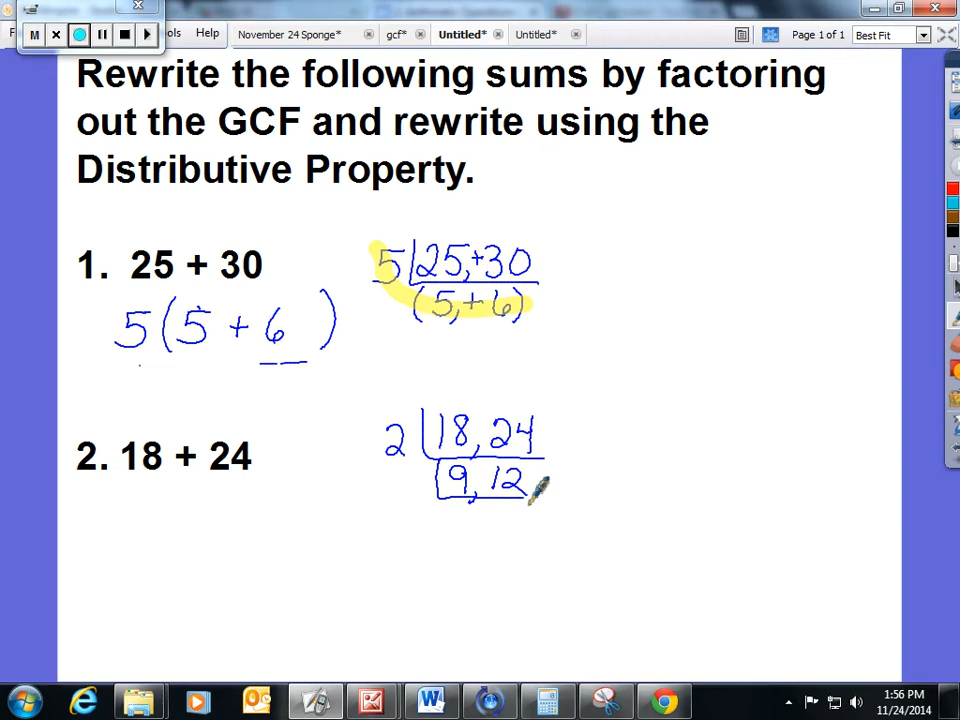 M
ols Help November 24 Sponge* gcf* Untitled* Untitled* Page 1 of 1 Best Fit
Rewrite the following sums by factoring
out the GCF and rewrite using the
Distributive Property.
1. 25 + 30
5 25,+30
(5,+6)
5(5 + 6 )
2. 18 + 24
2 18, 24
9, 12
1:56 PM
11/24/2014